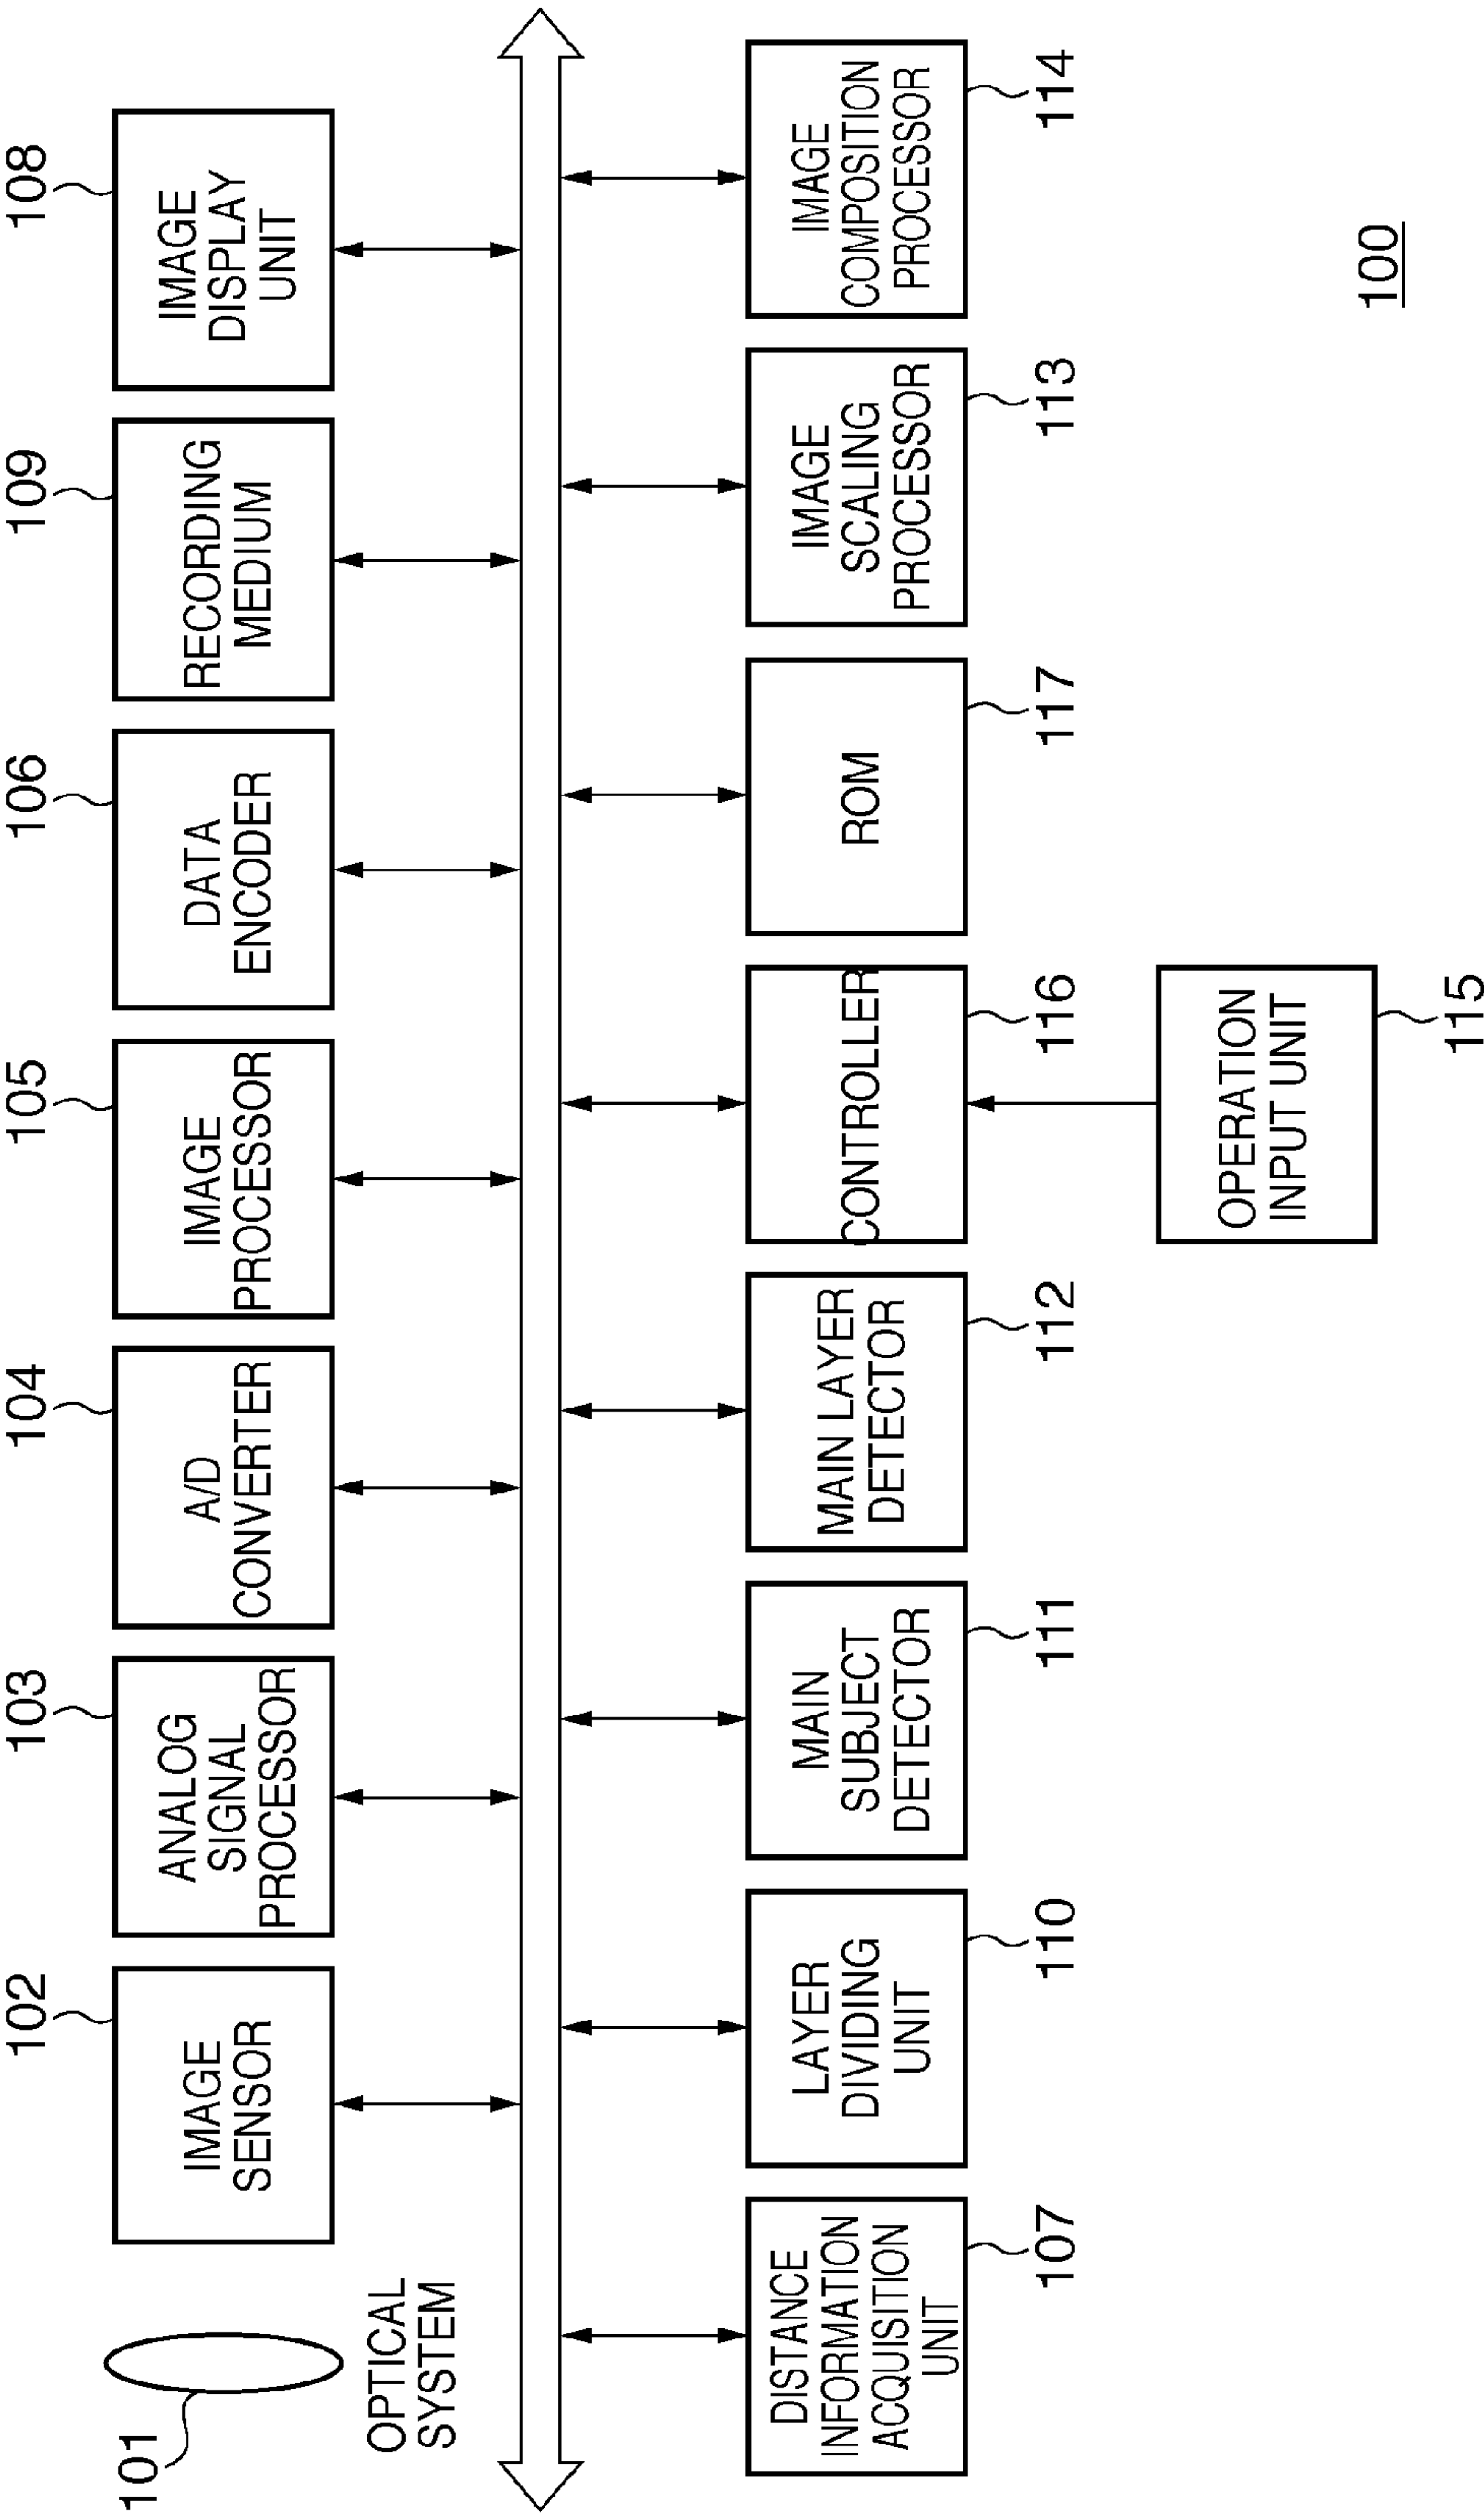 101
OPTICAL
SYSTEM
102
IMAGE
SENSOR
103
ANALOG
SIGNAL
PROCESSOR
104
A/D
CONVERTER
105
IMAGE
PROCESSOR
106
DATA
ENCODER
109
RECORDING
MEDIUM
108
IMAGE
DISPLAY
UNIT
DISTANCE
INFORMATION
ACQUISITION
UNIT
107
LAYER
DIVIDING
UNIT
110
MAIN
SUBJECT
DETECTOR
111
MAIN LAYER
DETECTOR
112
CONTROLLER
116
ROM
117
IMAGE
SCALING
PROCESSOR
113
IMAGE
COMPOSITION
PROCESSOR
114
OPERATION
INPUT UNIT
115
100